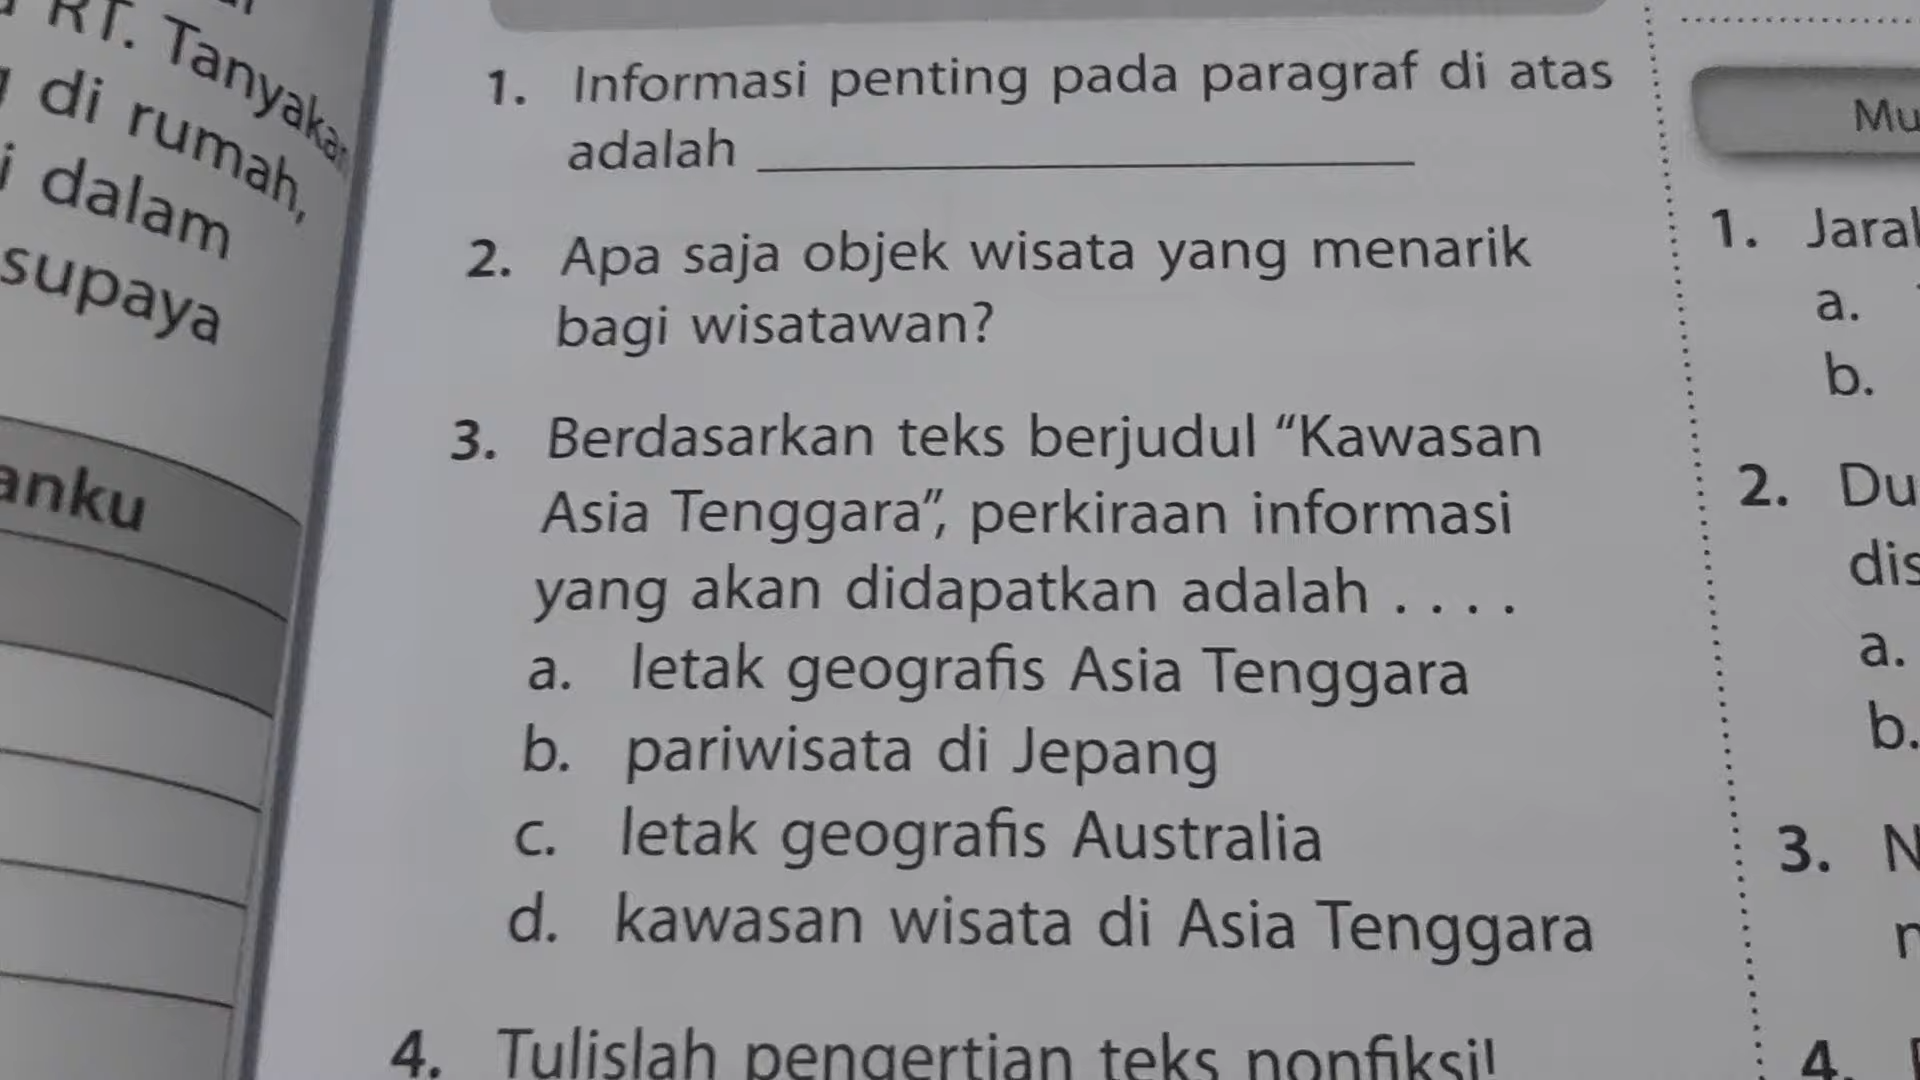 RT. Tanyakan
di rumah,
dalam
supaya
anku
1. Informasi penting pada paragraf di atas
adalah
2. Apa saja objek wisata yang menarik
bagi wisatawan?
3. Berdasarkan teks berjudul “Kawasan
Asia Tenggara”, perkiraan informasi
yang akan didapatkan adalah . . . .
a. letak geografis Asia Tenggara
b. pariwisata di Jepang
c. letak geografis Australia
d. kawasan wisata di Asia Tenggara
4. Tulislah pengertian teks nonfiksi!
Mu
1.
a.
b.
2. Du
dis
a.
b.
3. N
4.